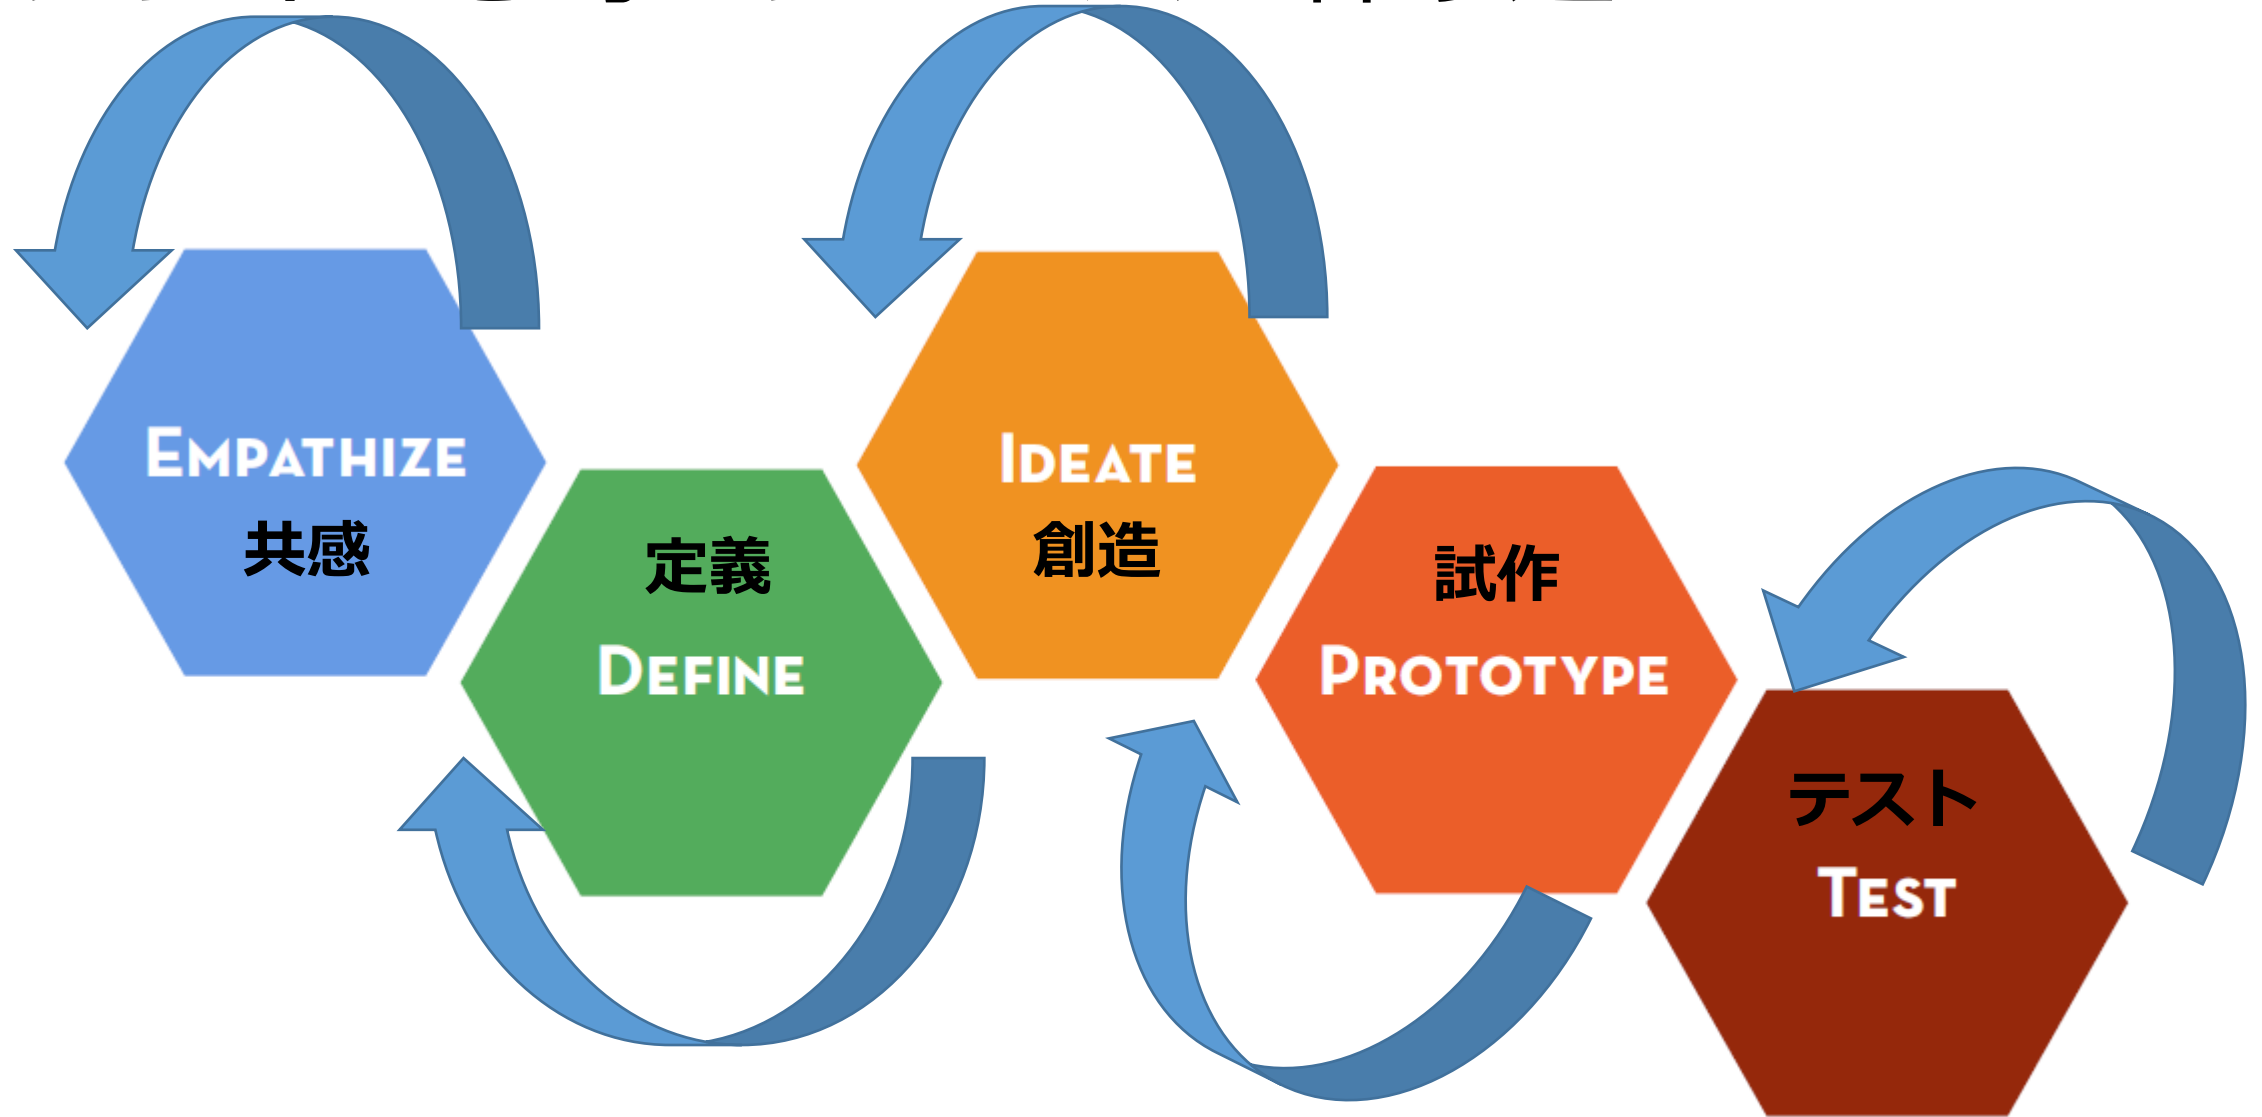 EMPATHIZE
共感
定義
DEFINE
IDEATE
創造
試作
PROTOTYPE
テスト
TEST